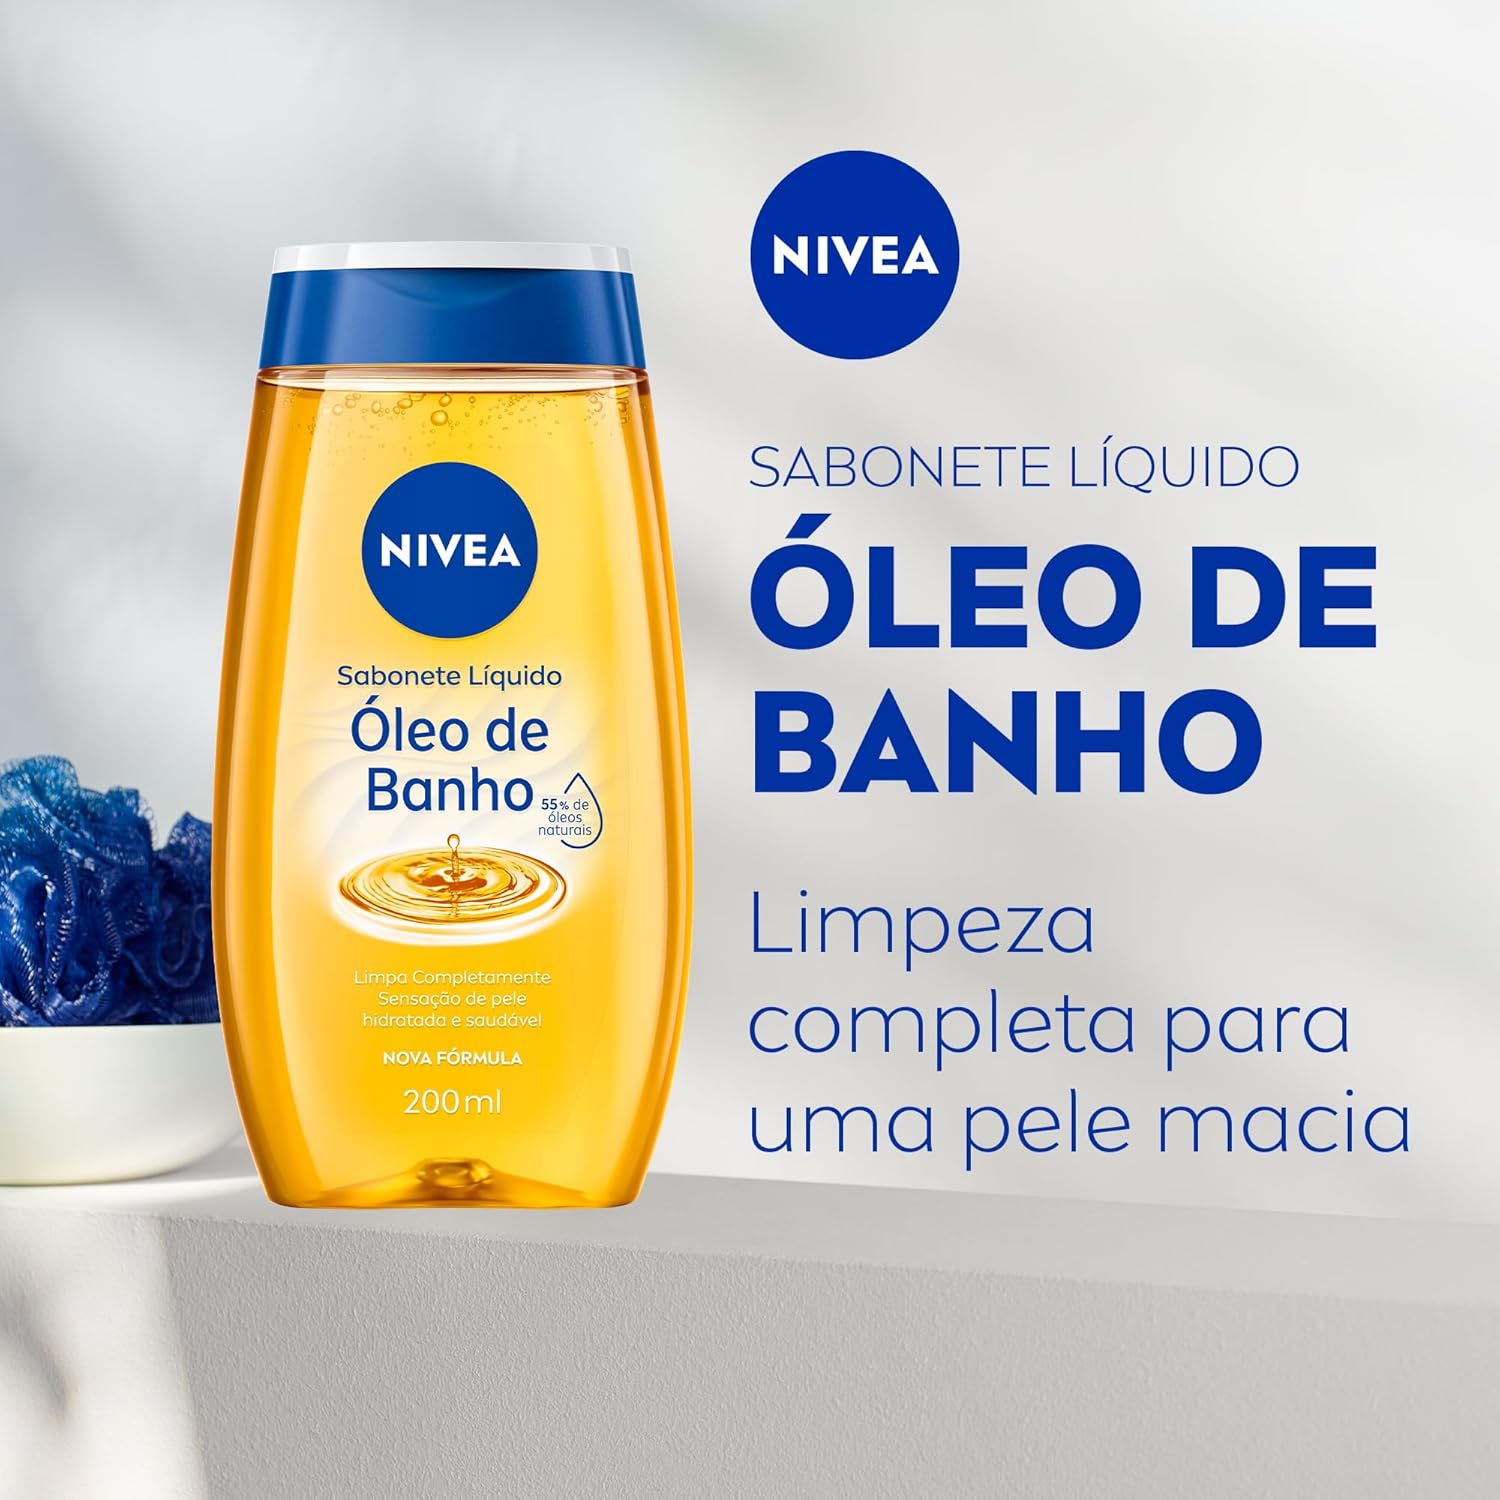 NIVEA
SABONETE LÍQUIDO
ÓLEO DE
BANHO
Limpeza
completa para
uma pele macia
NIVEA
Sabonete Líquido
Óleo de
Banho
55% de
óleos
naturais
Limpa Completamente
Sensação de pele
hidratada e saudável
NOVA FÓRMULA
200ml